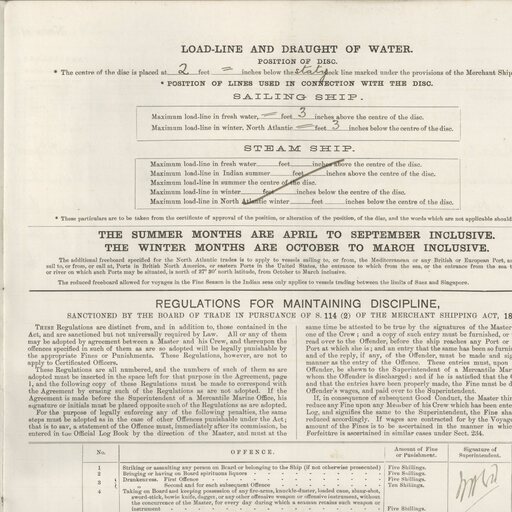 LOAD-LINE AND DRAUGHT OF WATER.
POSITION OF DISC.
* The centre of the disc is placed at 2 feet = inches below the deck line marked under the provisions of the Merchant Ship
* POSITION OF LINES USED IN CONNECTION WITH THE DISC.
SAILING SHIP.
Maximum load-line in fresh water, = feet 3 inches above the centre of the disc.
Maximum load-line in winter, North Atlantic = feet 3 inches below the centre of the disc.
STEAM SHIP.
Maximum load-line in fresh water feet inches above the centre of the disc.
Maximum load-line in Indian summer feet inches above the centre of the disc.
Maximum load-line in summer the centre of the disc.
Maximum load-line in winter feet inches below the centre of the disc.
Maximum load-line in North Atlantic winter feet inches below the centre of the disc.
* These particulars are to be taken from the certificate of approval of the position, or alteration of the position, of the disc, and the words which are not applicable should
THE SUMMER MONTHS ARE APRIL TO SEPTEMBER INCLUSIVE.
THE WINTER MONTHS ARE OCTOBER TO MARCH INCLUSIVE.
The additional freeboard specified for the North Atlantic trades is to apply to vessels sailing to, or from, the Mediterranean or any British or European Port, a
sail to, or from, or call at, Ports in British North America, or eastern Ports in the United States, the entrance to which from the sea, or the entrance from the sea t
or river on which such Ports may be situated, is north of 37° 30' north latitude, from October to March inclusive.
The reduced freeboard allowed for voyages in the Fine Season in the Indian seas only applies to vessels trading between the limits of Suez and Singapore.
REGULATIONS FOR MAINTAINING DISCIPLINE,
SANCTIONED BY THE BOARD OF TRADE IN PURSUANCE OF S. 114 (2) OF THE MERCHANT SHIPPING ACT, 18
THESE Regulations are distinct from, and in addition to, those contained in the
Act, and are sanctioned but not universally required by Law. All or any of them
may be adopted by agreement between a Master and his Crew, and thereupon the
offences specified in such of them as are so adopted will be legally punishable by
the appropriate Fines or Punishments. These Regulations, however, are not to
apply to Certificated Officers.
These Regulations are all numbered, and the numbers of such of them as are
adopted must be inserted in the space left for that purpose in the Agreement, page
1, and the following copy of these Regulations must be made to correspond with
the Agreement by erasing such of the Regulations as are not adopted. If the
Agreement is made before the Superintendent of a Mercantile Marine Office, his
signature or initials must be placed opposite such of the Regulations as are adopted.
For the purpose of legally enforcing any of the following penalties, the same
steps must be adopted as in the case of other Offences punishable under the Act;
that is to say, a statement of the Offence must, immediately after its commission, be
entered in the Official Log Book by the direction of the Master, and must at the
same time be attested to be true by the signatures of the Master
one of the Crew; and a copy of such entry must be furnished, or
read over to the Offender, before the ship reaches any Port or
Port at which she is; and an entry that the same has been so furnish
and of the reply, if any, of the Offender, must be made and sig
manner as the entry of the Offence. These entries must, upon
Offender, be shewn to the Superintendent of a Mercantile Mar
whom the Offender is discharged; and if he is satisfied that the O
and that the entries have been properly made, the Fine must be d
Offender's wages, and paid over to the Superintendent.
If, in consequence of subsequent Good Conduct, the Master thin
reduce any Fine upon any Member of his Crew which has been enter
Log, and signifies the same to the Superintendent, the Fine shal
reduced accordingly. If wages are contracted for by the Voyage
amount of the Fines is to be ascertained in the manner in which
Forfeiture is ascertained in similar cases under Sect. 234.
No. OFFENCE. Amount of Fine or Punishment. Signature of Superintendent.
1 Striking or assaulting any person on Board or belonging to the Ship (if not otherwise prosecuted) Five Shillings.
2 Bringing or having on Board spirituous liquors Five Shillings.
3 Drunkenness. First Offence Five Shillings.
Second and for each subsequent Offence Ten Shillings.
4 Taking on Board and keeping possession of any fire-arms, knuckle-duster, loaded cane, slung-shot,
sword-stick, bowie knife, dagger, or any other offensive weapon or offensive instrument, without
the concurrence of the Master, for every day during which a seaman retains such weapon or
instrument Five Shillings.